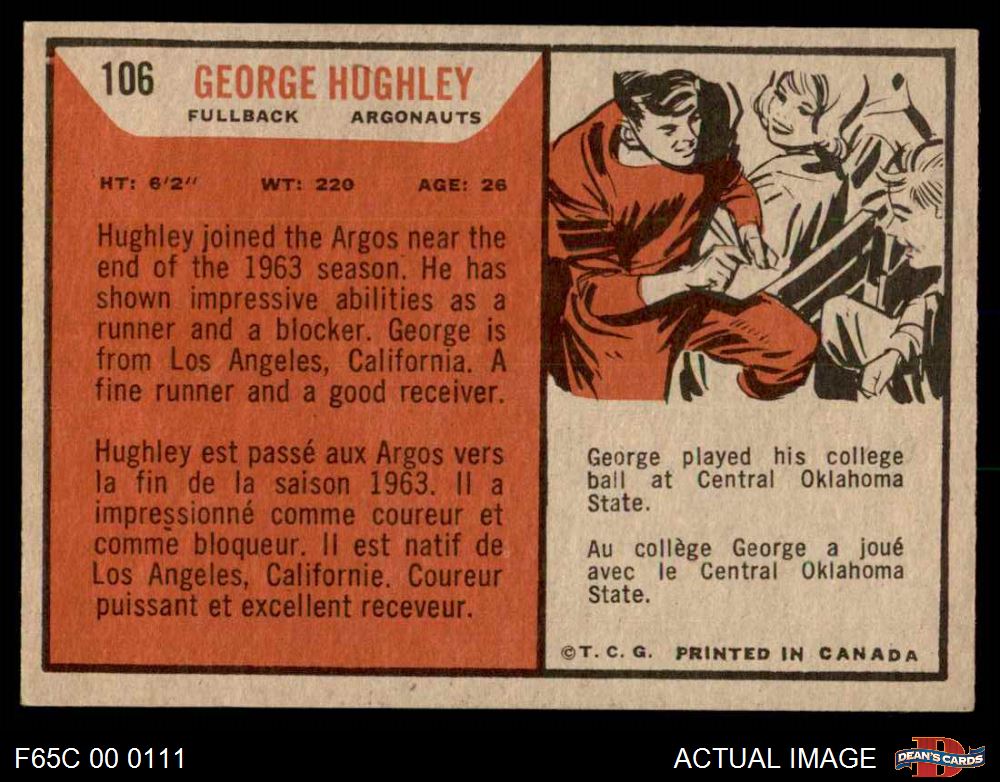 106 GEORGE HUGHLEY
FULLBACK ARGONAUTS
HT: 6'2" WT: 220 AGE: 26
Hughley joined the Argos near the
end of the 1963 season. He has
shown impressive abilities as a
runner and a blocker. George is
from Los Angeles, California. A
fine runner and a good receiver.
Hughley est passé aux Argos vers
la fin de la saison 1963. Il a
impressionné comme coureur et
comme bloqueur. Il est natif de
Los Angeles, Californie. Coureur
puissant et excellent receveur.
George played his college
ball at Central Oklahoma
State.
Au collège George a joué
avec le Central Oklahoma
State.
©T. C. G. PRINTED IN CANADA
F65C 00 0111
ACTUAL IMAGE
D
DEAN'S CARDS